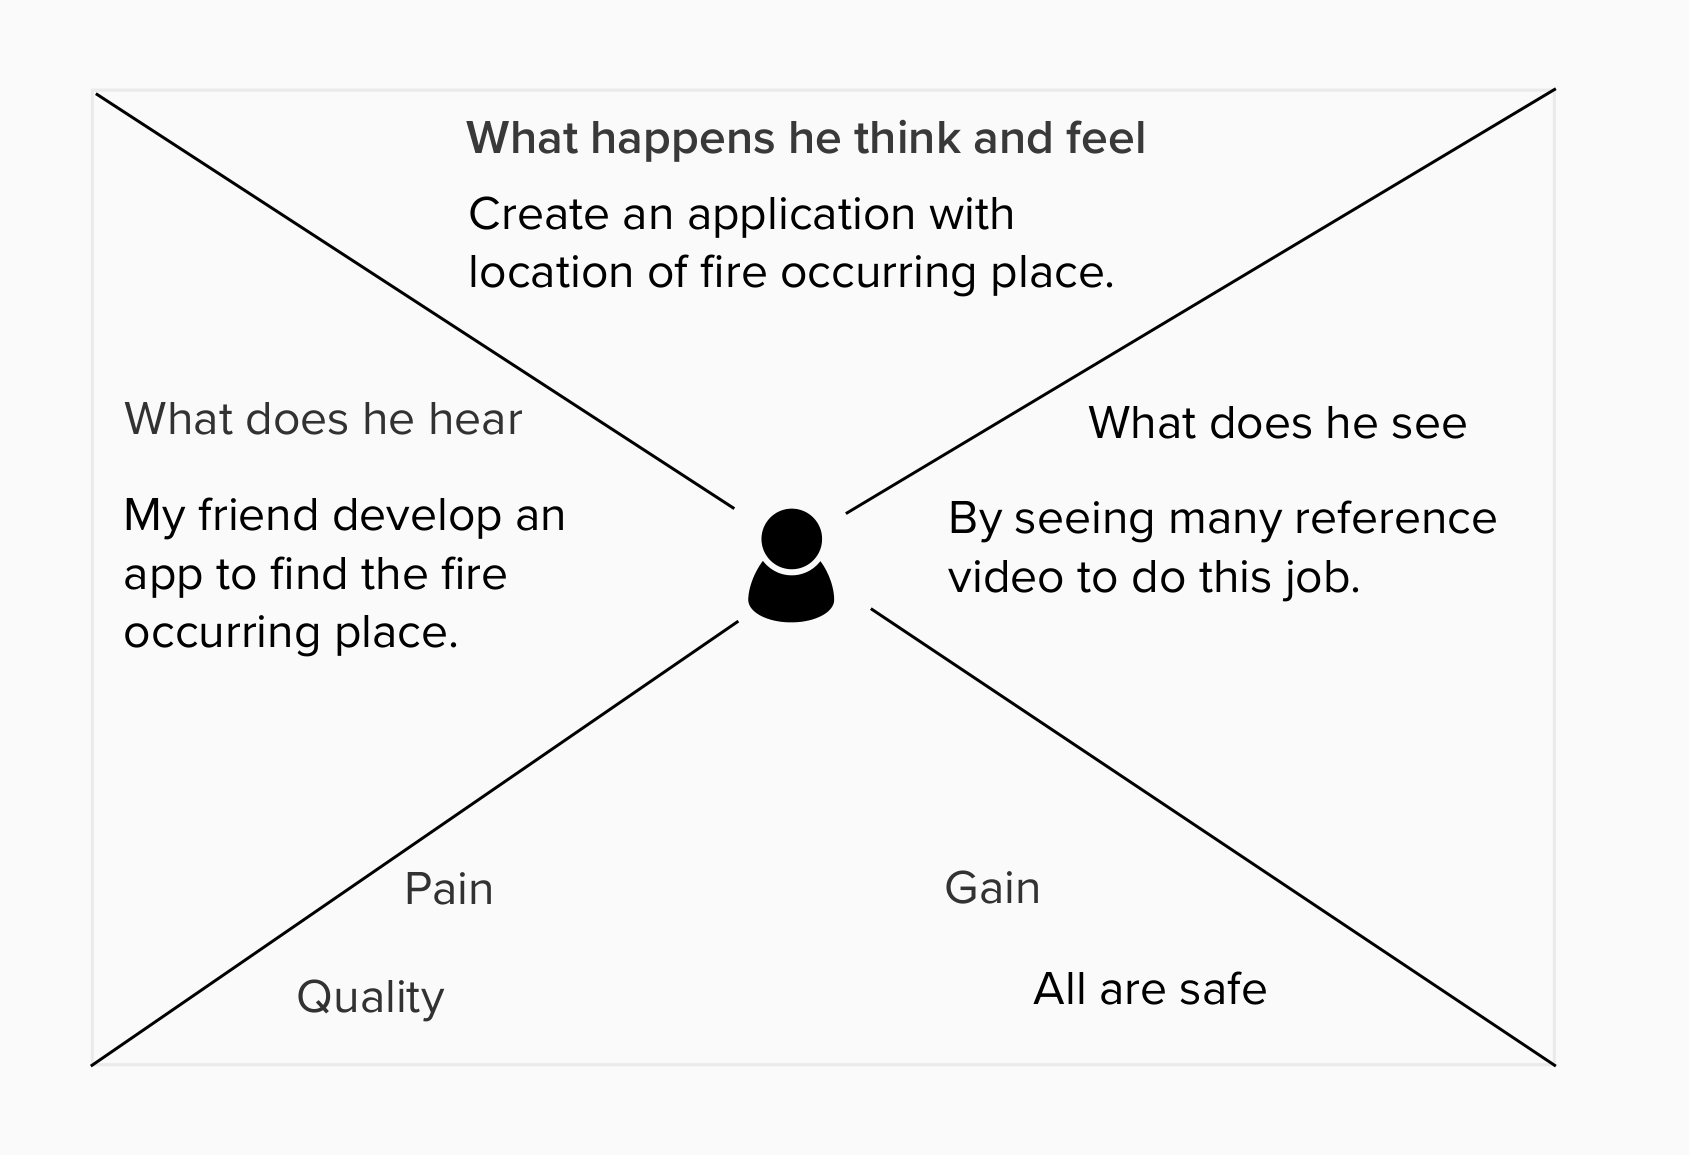 What happens he think and feel
Create an application with
location of fire occurring place.
What does he hear
My friend develop an
app to find the fire
occurring place.
What does he see
By seeing many reference
video to do this job.
Pain
Quality
Gain
All are safe